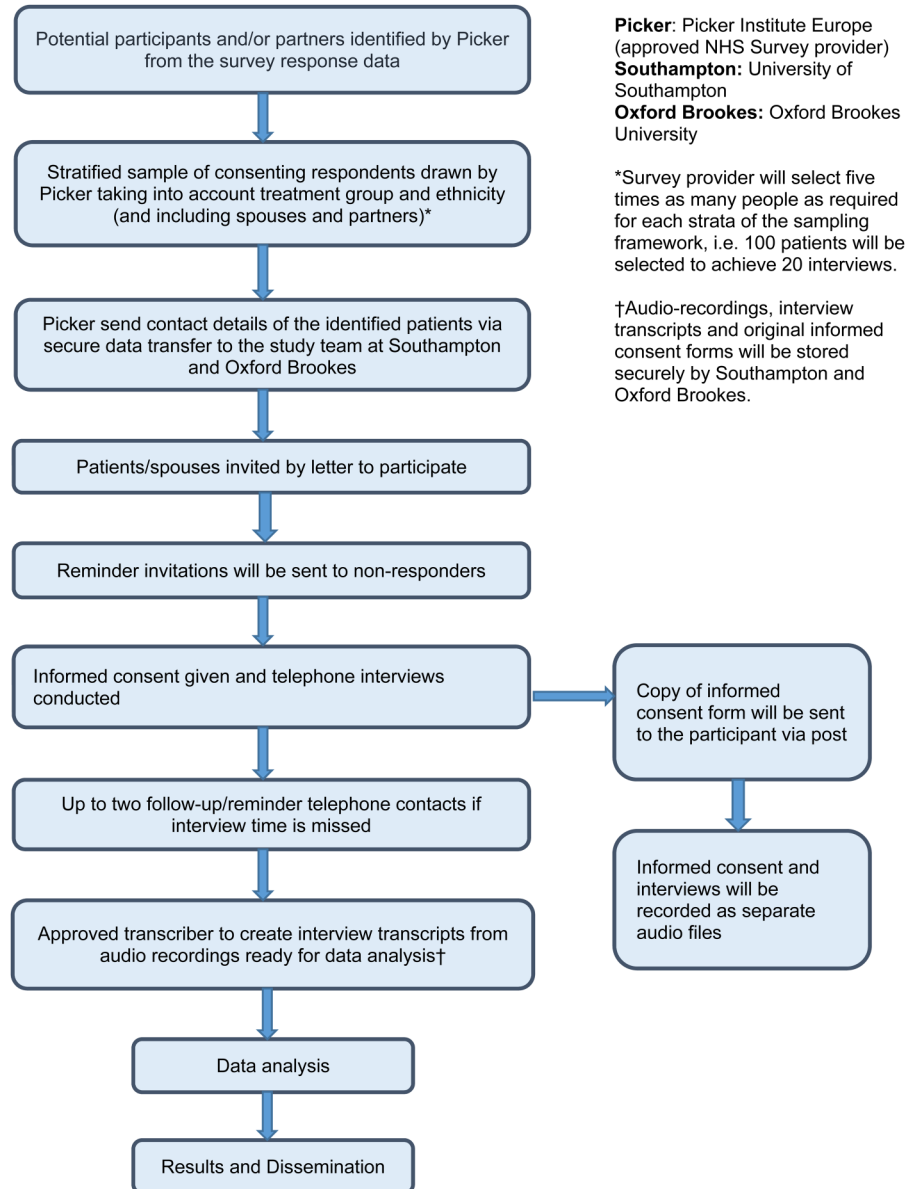 Potential participants and/or partners identified by Picker
from the survey response data
Stratified sample of consenting respondents drawn by
Picker taking into account treatment group and ethnicity
(and including spouses and partners)*
Picker send contact details of the identified patients via
secure data transfer to the study team at Southampton
and Oxford Brookes
Patients/spouses invited by letter to participate
Reminder invitations will be sent to non-responders
Informed consent given and telephone interviews
conducted
Up to two follow-up/reminder telephone contacts if
interview time is missed
Approved transcriber to create interview transcripts from
audio recordings ready for data analysis†
Data analysis
Results and Dissemination
Copy of informed
consent form will be sent
to the participant via post
Informed consent and
interviews will be
recorded as separate
audio files
Picker: Picker Institute Europe
(approved NHS Survey provider)
Southampton: University of
Southampton
Oxford Brookes: Oxford Brookes
University
*Survey provider will select five
times as many people as required
for each strata of the sampling
framework, i.e. 100 patients will be
selected to achieve 20 interviews.
†Audio-recordings, interview
transcripts and original informed
consent forms will be stored
securely by Southampton and
Oxford Brookes.